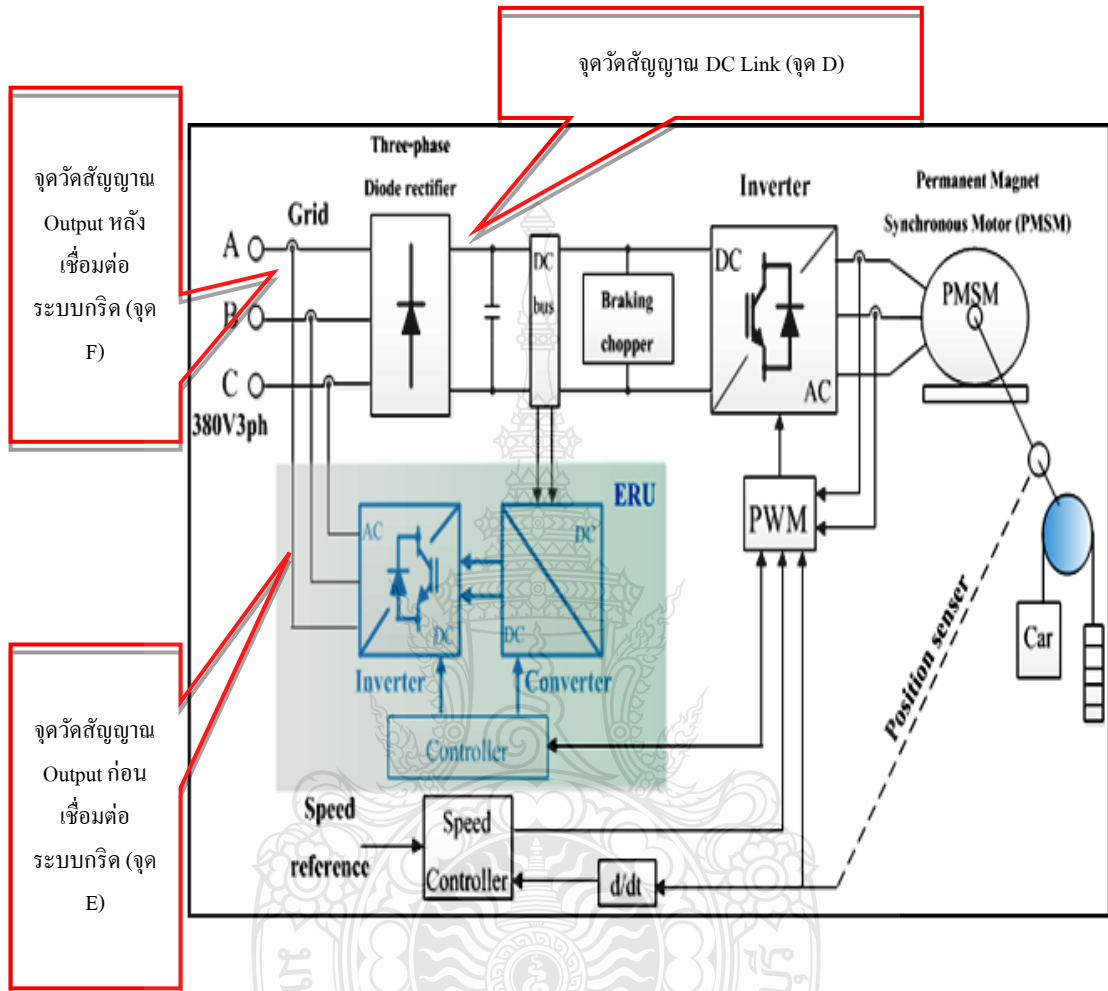 จุดวัดสัญญาณ DC Link (จุด D)
จุดวัดสัญญาณ
Output หลัง
เชื่อมต่อ
ระบบกริด (จุด
F)
Three-phase
Diode rectifier
Grid
A
B
C
380V3ph
DC
bus
Braking
chopper
Inverter
DC
AC
Permanent Magnet
Synchronous Motor (PMSM)
PMSM
ERU
AC
DC
Inverter
DC
DC
Converter
Controller
PWM
Car
Position senser
จุดวัดสัญญาณ
Output ก่อน
เชื่อมต่อ
ระบบกริด (จุด
E)
Speed
reference
Speed
Controller
d/dt